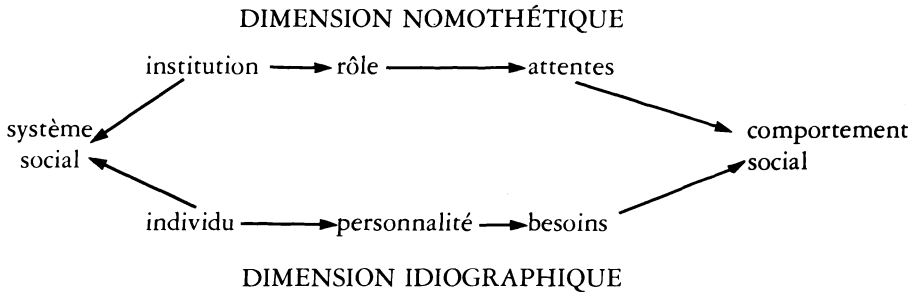 DIMENSION NOMOTHÉTIQUE
institution rôle attentes
système
social
comportement
social
individu personnalité besoins
DIMENSION IDIOGRAPHIQUE